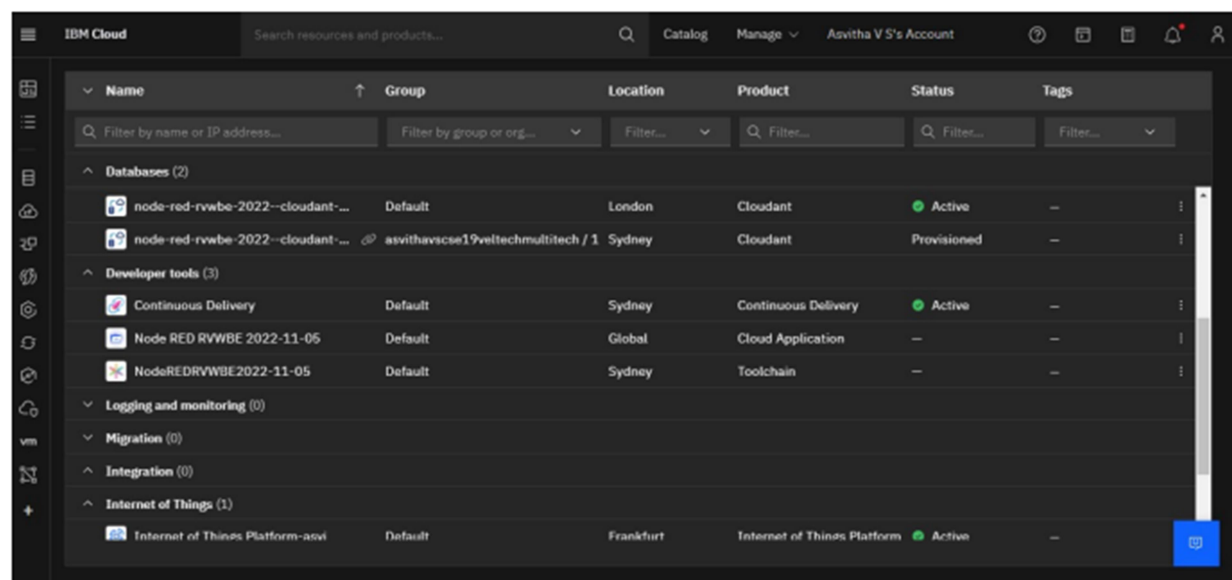 IBM Cloud Search resources and products... Catalog Manage Asvitha V S's Account
Name Group Location Product Status Tags
Filter by name or IP address... Filter by group or org... Filter... Filter... Filter... Filter...
Databases (2)
node-red-rvwbe-2022--cloudant-... Default London Cloudant Active –
node-red-rvwbe-2022--cloudant-... asvithavscse19veltechmultitech / 1 Sydney Cloudant Provisioned –
Developer tools (3)
Continuous Delivery Default Sydney Continuous Delivery Active –
Node RED RVWBE 2022-11-05 Default Global Cloud Application – –
NodeREDRVWBE2022-11-05 Default Sydney Toolchain – –
Logging and monitoring (0)
Migration (0)
vm
Integration (0)
Internet of Things (1)
Internet of Things Platform-asvi Default Frankfurt Internet of Things Platform Active –